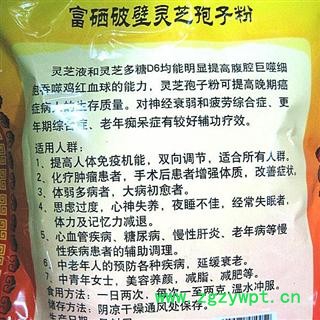 富硒破壁灵芝孢子粉
灵芝液和灵芝多糖D6均能明显提高腹腔巨噬细
胞吞噬鸡红血球的能力，灵芝孢子粉可提高晚期癌
症病人的生存质量。对神经衰弱和疲劳综合症、更
年期综合症、老年痴呆症有较好辅功疗效。
适用人群：
1、提高人体免疫机能，双向调节，适合所有人群。
2、化疗肿瘤患者，手术后患者增强体质，改善症状。
3、体弱多病者，大病初愈者。
4、思虑过度，心神失养，夜睡不佳，经常失眠者，
体力及记忆力减退。
5、心血管疾病、糖尿病、慢性肝炎、老年病等慢
性疾病患者的辅助调理。
6、中老年人的预防各种疾病，延缓衰老。
7、中青年女士，美容养颜，减脂、减肥等。
食用方法：一日两次，每次一至两克，温水冲服。
贮存方法：阴凉干燥通风处保存。
www.zgzywpt.cn